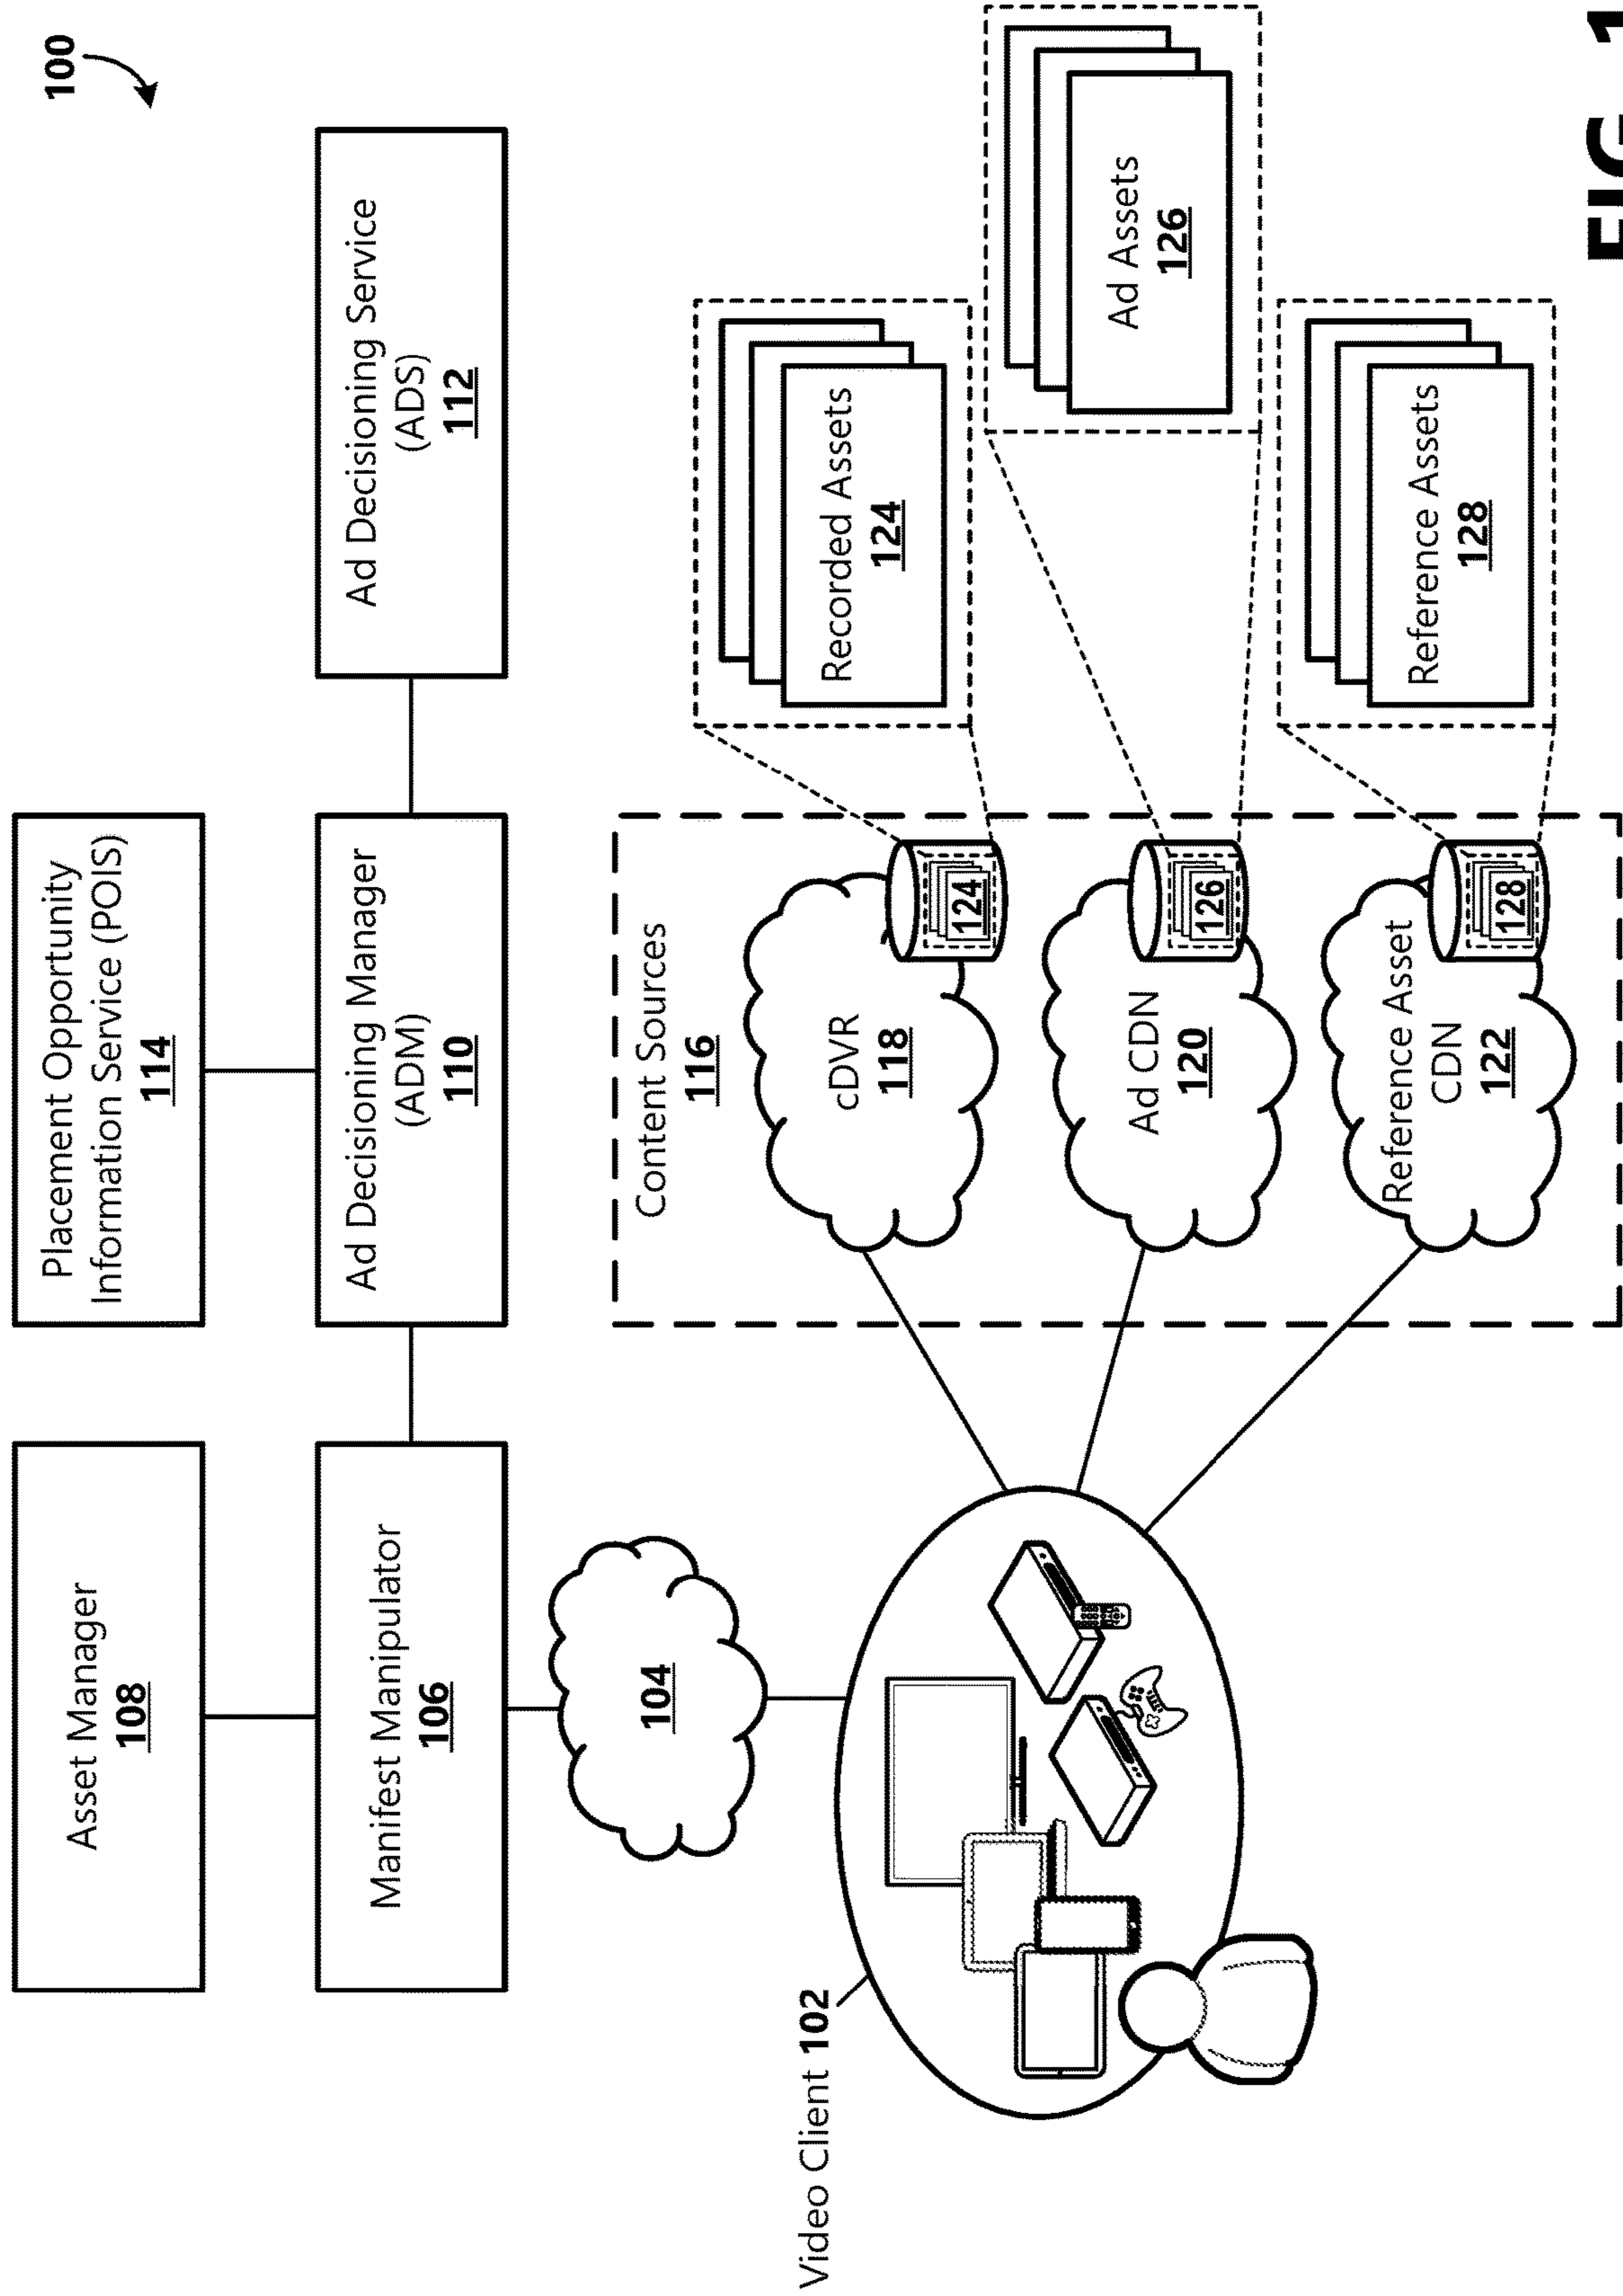 100
Asset Manager
108
Placement Opportunity
Information Service (POIS)
114
Manifest Manipulator
106
Ad Decisioning Manager
(ADM)
110
Ad Decisioning Service
(ADS)
112
104
Video Client 102
Content Sources
116
cDVR
118
124
Recorded Assets
124
Ad CDN
120
126
Ad Assets
126
Reference Asset
CDN
122
128
Reference Assets
128
FIG. 1